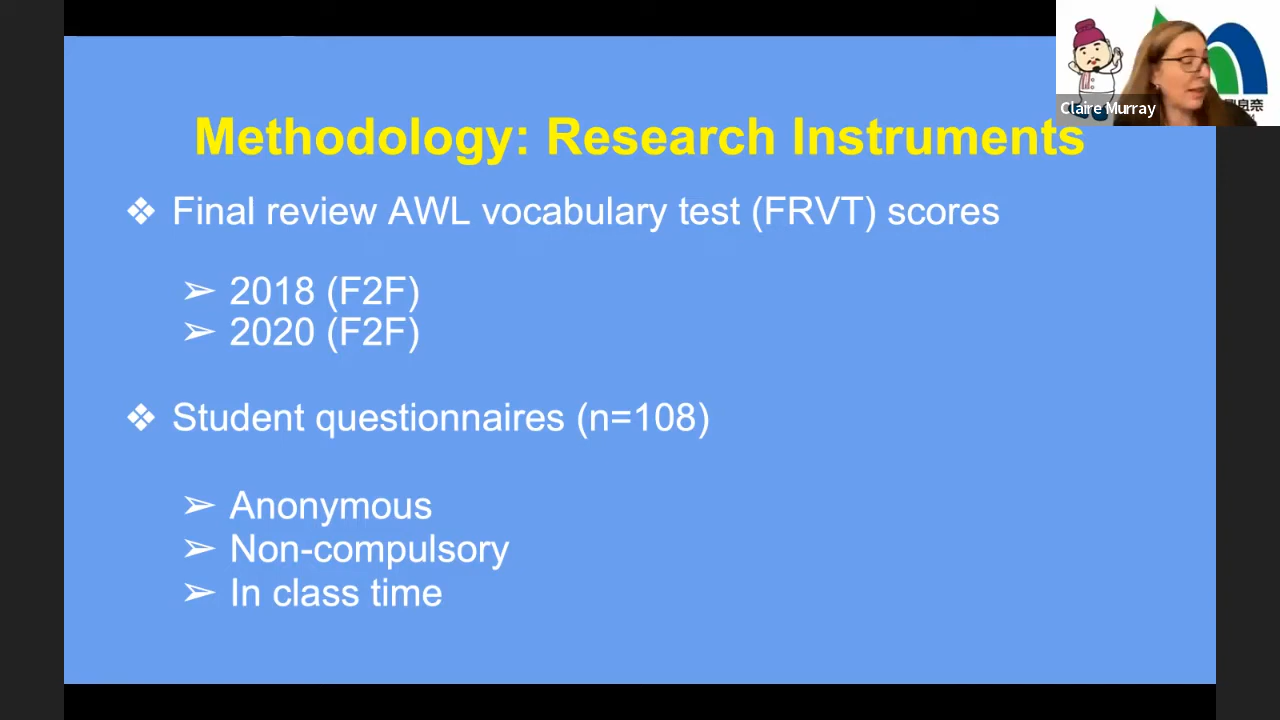 Claire Murray
Methodology: Research Instruments
❖ Final review AWL vocabulary test (FRVT) scores
➢ 2018 (F2F)
➢ 2020 (F2F)
❖ Student questionnaires (n=108)
➢ Anonymous
➢ Non-compulsory
➢ In class time